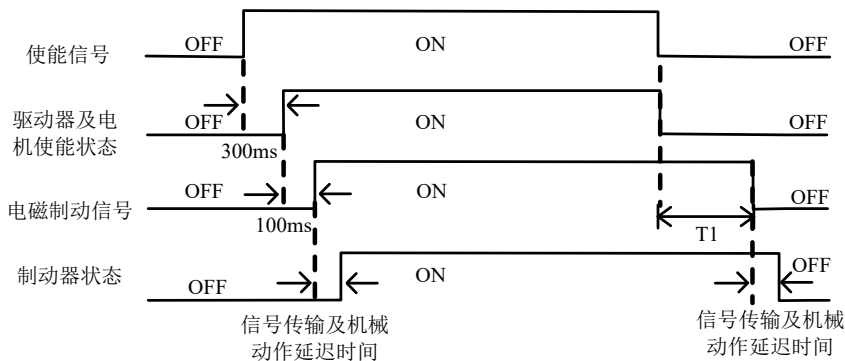 使能信号
OFF
ON
OFF
驱动器及电
机使能状态
OFF
ON
OFF
300ms
电磁制动信号
OFF
ON
OFF
100ms
T1
制动器状态
OFF
ON
OFF
信号传输及机械
动作延迟时间
信号传输及机械
动作延迟时间